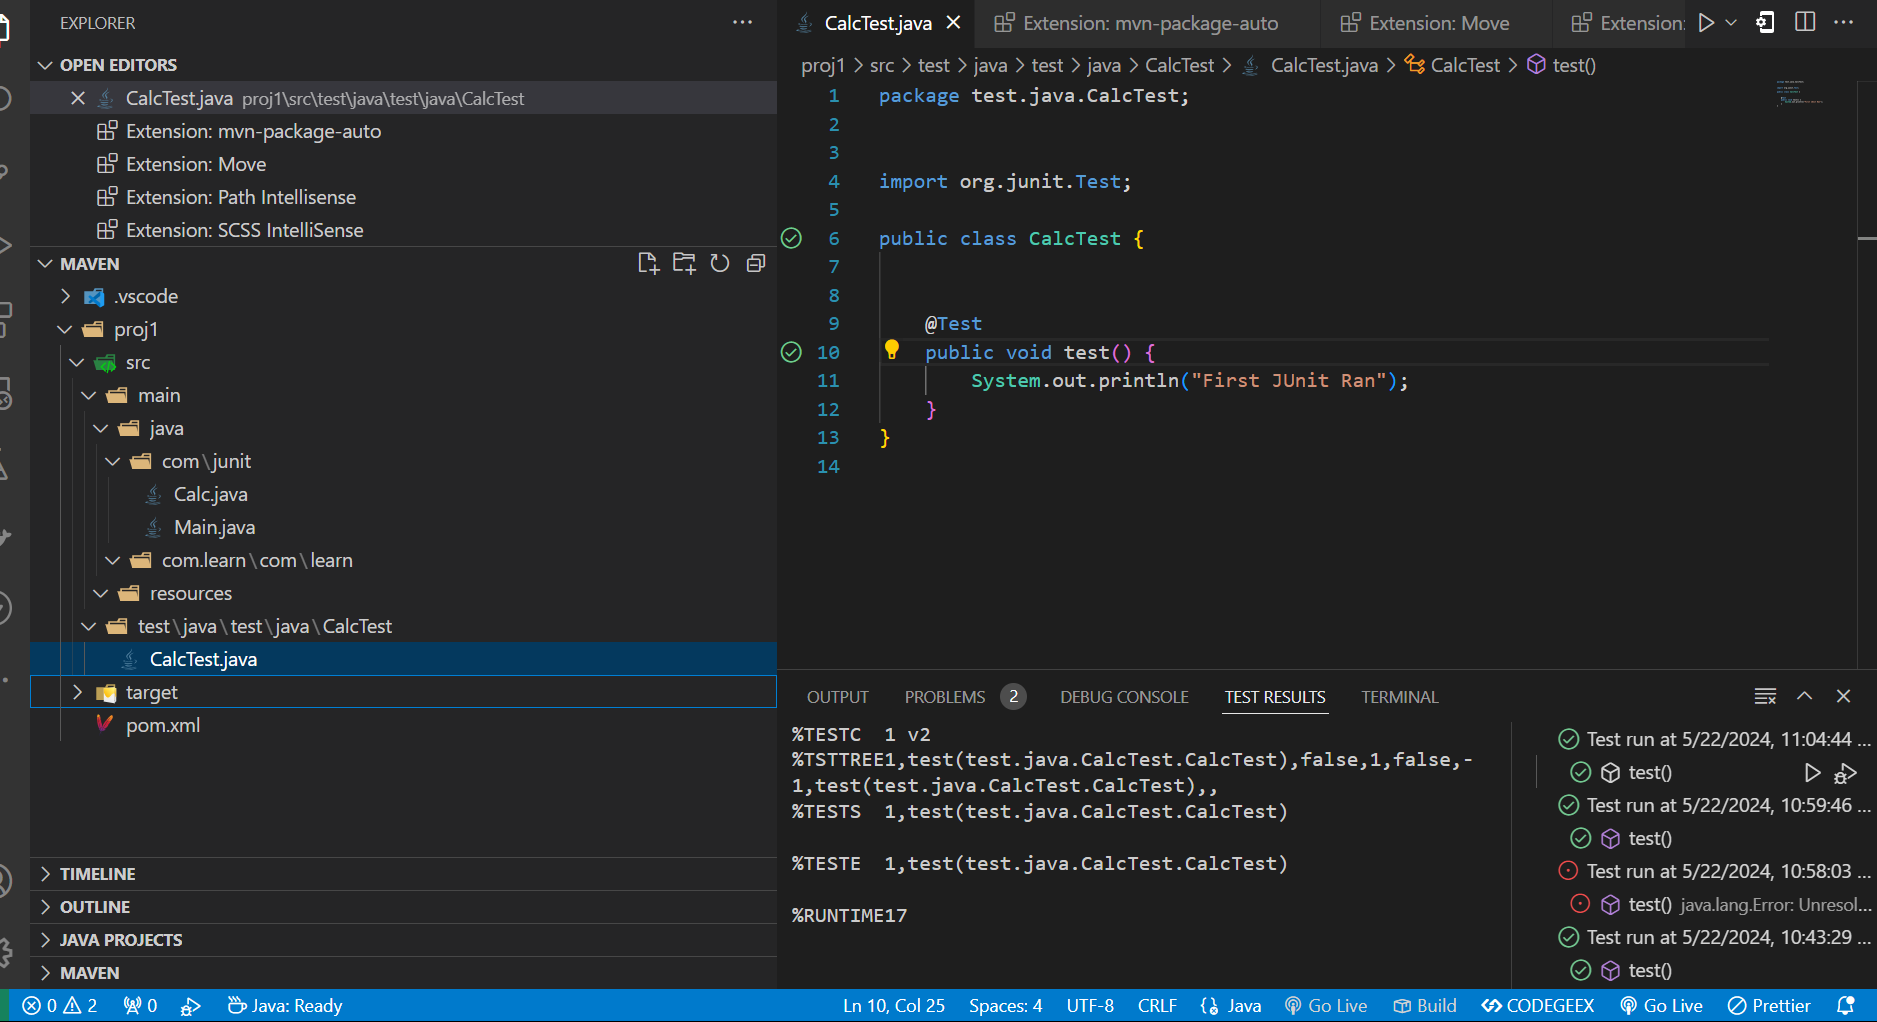 EXPLORER
OPEN EDITORS
CalcTest.java proj1\src\test\java\test\java\CalcTest
Extension: mvn-package-auto
Extension: Move
Extension: Path Intellisense
Extension: SCSS IntelliSense
MAVEN
.vscode
proj1
src
main
java
com\junit
Calc.java
Main.java
com.learn\com\learn
resources
test\java\test\java\CalcTest
CalcTest.java
target
pom.xml
TIMELINE
OUTLINE
JAVA PROJECTS
MAVEN
CalcTest.java Extension: mvn-package-auto Extension: Move Extension:
proj1 > src > test > java > test > java > CalcTest > CalcTest.java > CalcTest > test()
1 package test.java.CalcTest;
2
3
4 import org.junit.Test;
5
6 public class CalcTest {
7
8
9 @Test
10 public void test() {
11 System.out.println("First JUnit Ran");
12 }
13 }
14
OUTPUT PROBLEMS 2 DEBUG CONSOLE TEST RESULTS TERMINAL
%TESTC 1 v2
%TSTTREE1,test(test.java.CalcTest.CalcTest),false,1,false,-
1,test(test.java.CalcTest.CalcTest),,
%TESTS 1,test(test.java.CalcTest.CalcTest)
%TESTE 1,test(test.java.CalcTest.CalcTest)
%RUNTIME17
Test run at 5/22/2024, 11:04:44 ...
test()
Test run at 5/22/2024, 10:59:46 ...
test()
Test run at 5/22/2024, 10:58:03 ...
test() java.lang.Error: Unresol...
Test run at 5/22/2024, 10:43:29 ...
test()
0 2 0 Java: Ready Ln 10, Col 25 Spaces: 4 UTF-8 CRLF Java Go Live Build CODEGEEX Go Live Prettier